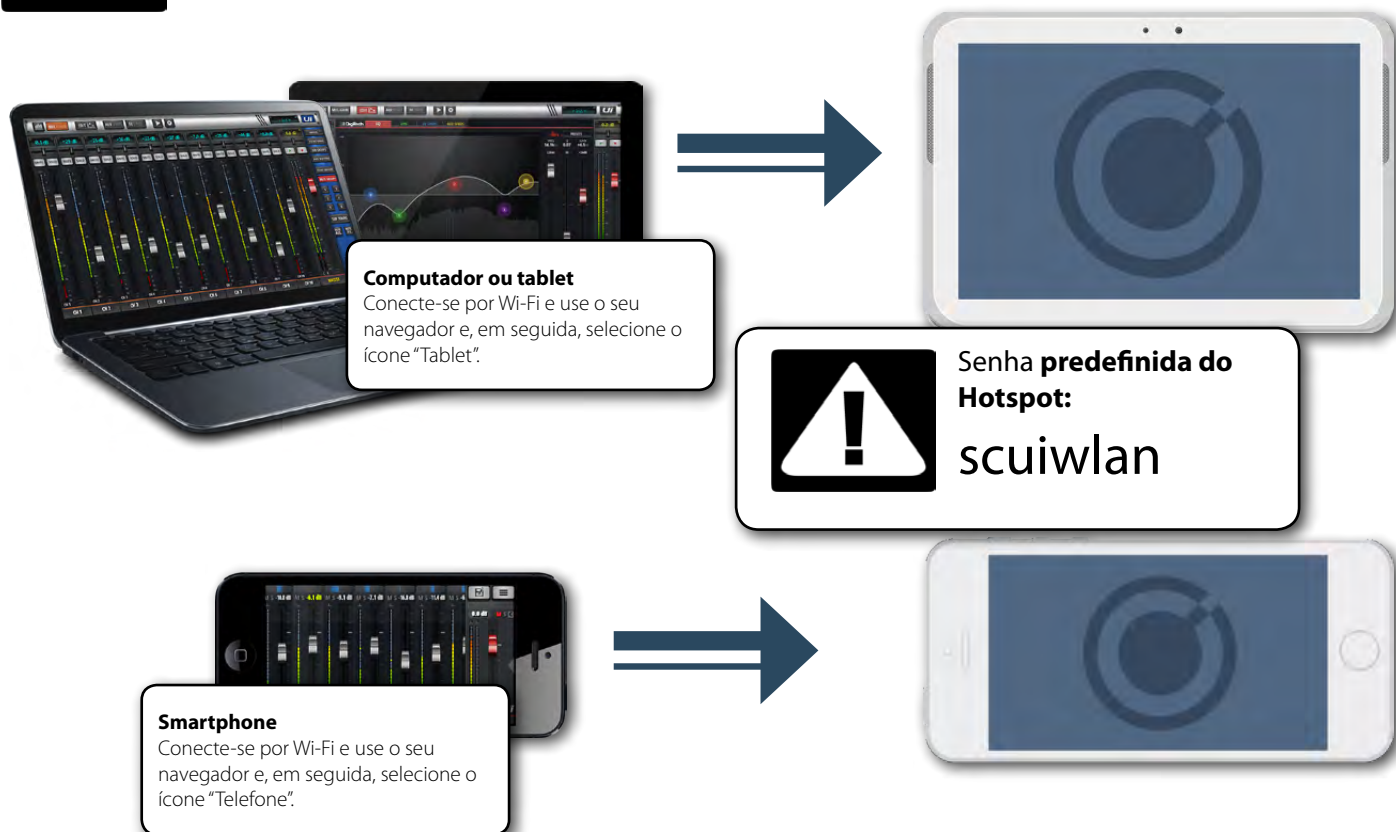 Computador ou tablet
Conecte-se por Wi-Fi e use o seu
navegador e, em seguida, selecione o
ícone “Tablet”.
Senha predefinida do
Hotspot:
scuiwlan
Smartphone
Conecte-se por Wi-Fi e use o seu
navegador e, em seguida, selecione o
ícone “Telefone”.